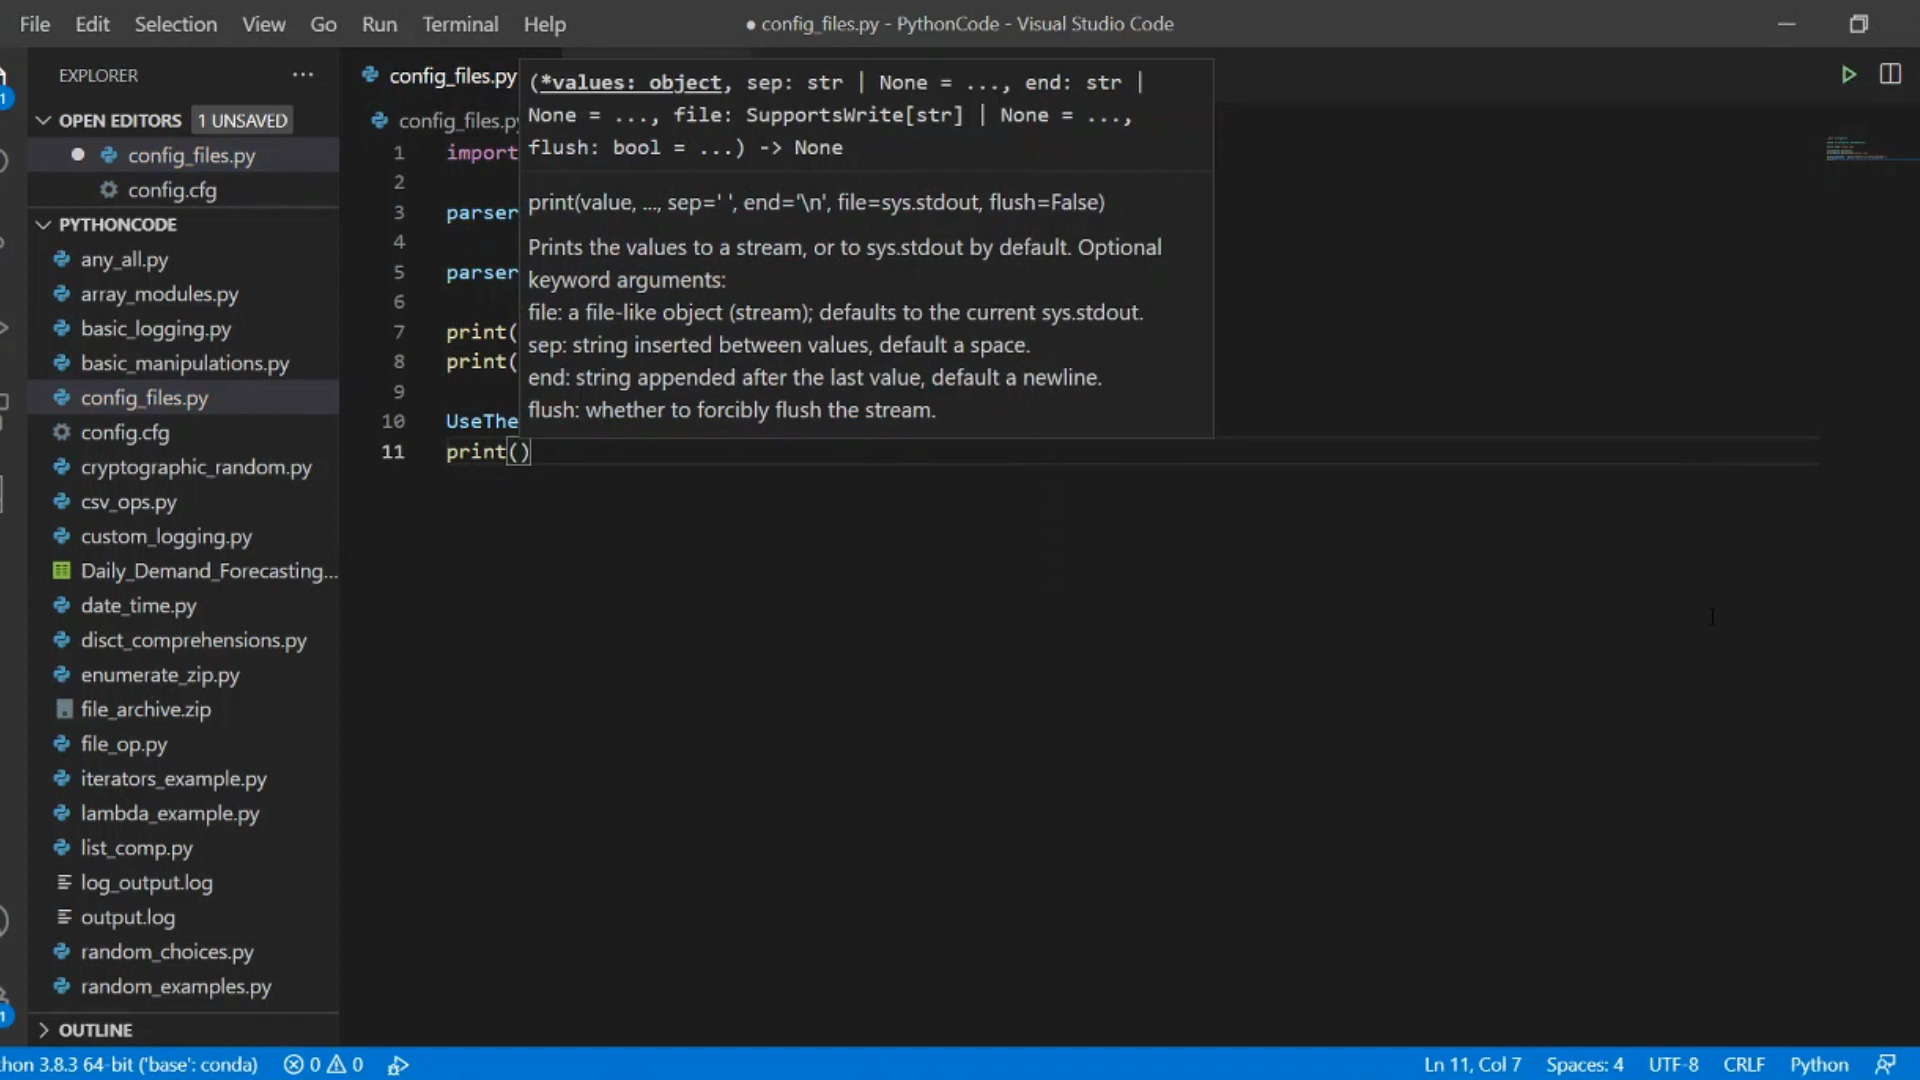 File Edit Selection View Go Run Terminal Help
● config_files.py - PythonCode - Visual Studio Code
EXPLORER ...
OPEN EDITORS 1 UNSAVED
config_files.py
config.cfg
PYTHONCODE
any_all.py
array_modules.py
basic_logging.py
basic_manipulations.py
config_files.py
config.cfg
cryptographic_random.py
csv_ops.py
custom_logging.py
Daily_Demand_Forecasting...
date_time.py
disct_comprehensions.py
enumerate_zip.py
file_archive.zip
file_op.py
iterators_example.py
lambda_example.py
list_comp.py
log_output.log
output.log
random_choices.py
random_examples.py
OUTLINE
config_files.py
config_files.py
1 import
2
3 parser
4
5 parser
6
7 print(
8 print(
9
10 UseThe
11 print()
(*values: object, sep: str | None = ..., end: str |
None = ..., file: SupportsWrite[str] | None = ...,
flush: bool = ...) -> None
print(value, ..., sep=' ', end='\n', file=sys.stdout, flush=False)
Prints the values to a stream, or to sys.stdout by default. Optional
keyword arguments:
file: a file-like object (stream); defaults to the current sys.stdout.
sep: string inserted between values, default a space.
end: string appended after the last value, default a newline.
flush: whether to forcibly flush the stream.
1
1
hon 3.8.3 64-bit ('base': conda) 0 0 Ln 11, Col 7 Spaces: 4 UTF-8 CRLF Python